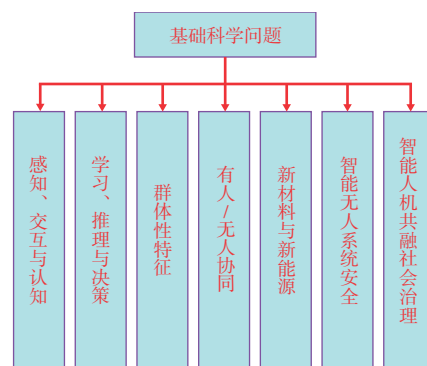 基础科学问题
感知、交互与认知
学习、推理与决策
群体性特征
有人/无人协同
新材料与新能源
智能无人系统安全
智能人机共融社会治理